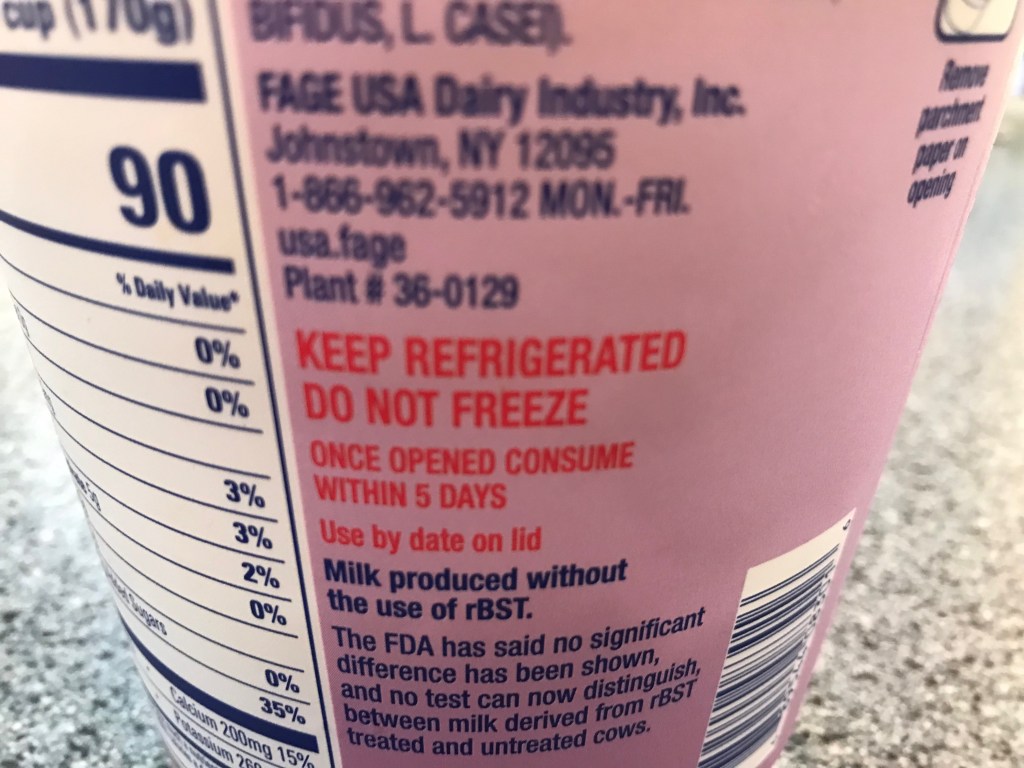 cup (170g)
90
% Daily Value*
0%
0%
3%
3%
2%
0%
Sugars
0%
35%
Calcium 200mg 15%
Potassium 260
BIFIDUS, L. CASEI).
FAGE USA Dairy Industry, Inc.
Johnstown, NY 12095
1-866-962-5912 MON.-FRI.
usa.fage
Plant # 36-0129
KEEP REFRIGERATED
DO NOT FREEZE
ONCE OPENED CONSUME
WITHIN 5 DAYS
Use by date on lid
Milk produced without
the use of rBST.
The FDA has said no significant
difference has been shown,
and no test can now distinguish,
between milk derived from rBST
treated and untreated cows.
Remove
parchment
paper on
opening